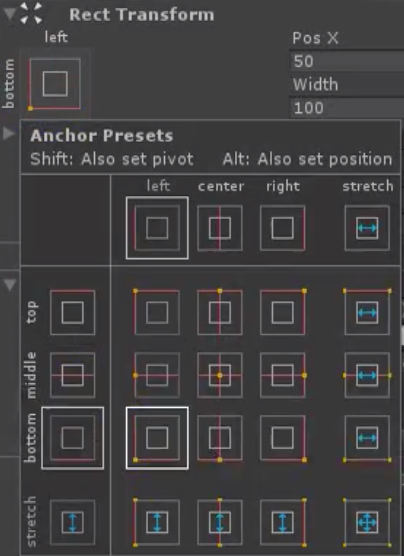 Rect Transform
left
Pos X
50
bottom
Width
100
Anchor Presets
Shift: Also set pivot Alt: Also set position
left center right stretch
top
middle
bottom
stretch